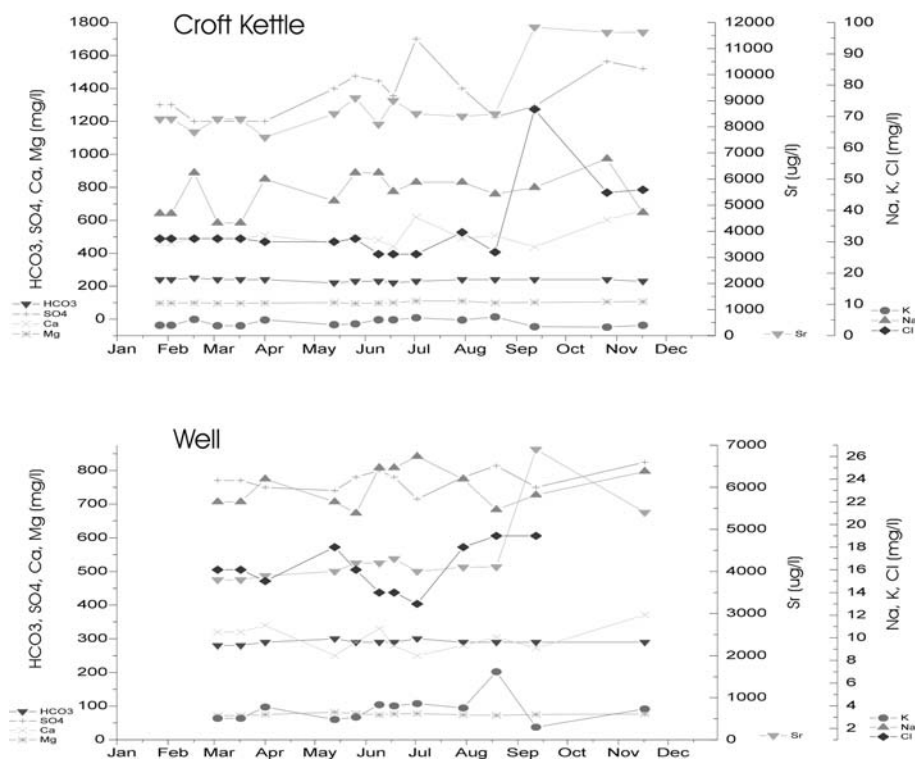 Croft Kettle
1800
1600
1400
1200
1000
800
600
400
200
0
HCO3, SO4, Ca, Mg (mg/l)
HCO3
SO4
Ca
Mg
12000
11000
10000
9000
8000
7000
6000
5000
4000
3000
2000
1000
0
Sr (ug/l)
Sr
100
90
80
70
60
50
40
30
20
10
0
Na, K, Cl (mg/l)
K
Na
Cl
Jan Feb Mar Apr May Jun Jul Aug Sep Oct Nov Dec
Well
800
700
600
500
400
300
200
100
0
HCO3, SO4, Ca, Mg (mg/l)
HCO3
SO4
Ca
Mg
7000
6000
5000
4000
3000
2000
1000
0
Sr (ug/l)
Sr
26
24
22
20
18
16
14
12
10
8
6
4
2
Na, K, Cl (mg/l)
K
Na
Cl
Jan Feb Mar Apr May Jun Jul Aug Sep Oct Nov Dec